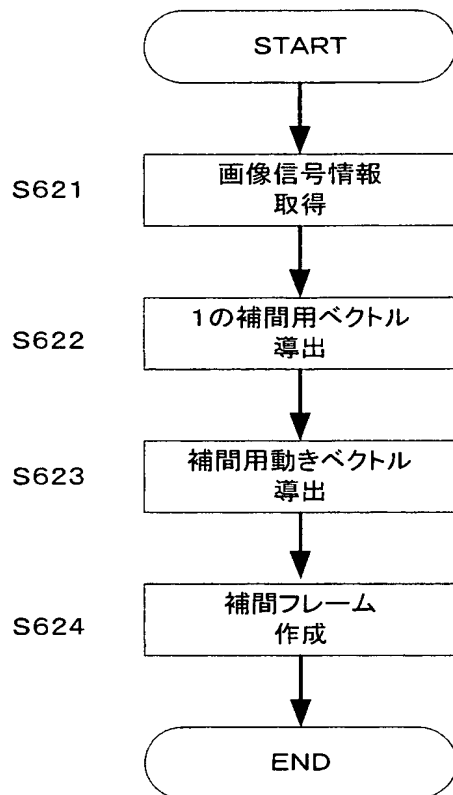 START
S621
画像信号情報
取得
S622
1の補間用ベクトル
導出
S623
補間用動きベクトル
導出
S624
補間フレーム
作成
END